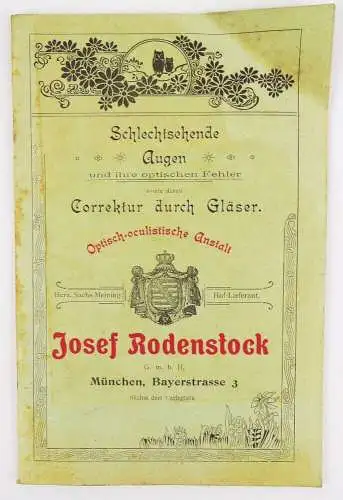 Schlechtsehende
Augen
und ihre optischen Fehler
sowie deren
Correktur durch Gläser.
Optisch-oculistische Anstalt
Herz. Sachs. Meining. Hof-Lieferant.
Josef Rodenstock
G. m. b. H.
München, Bayerstrasse 3